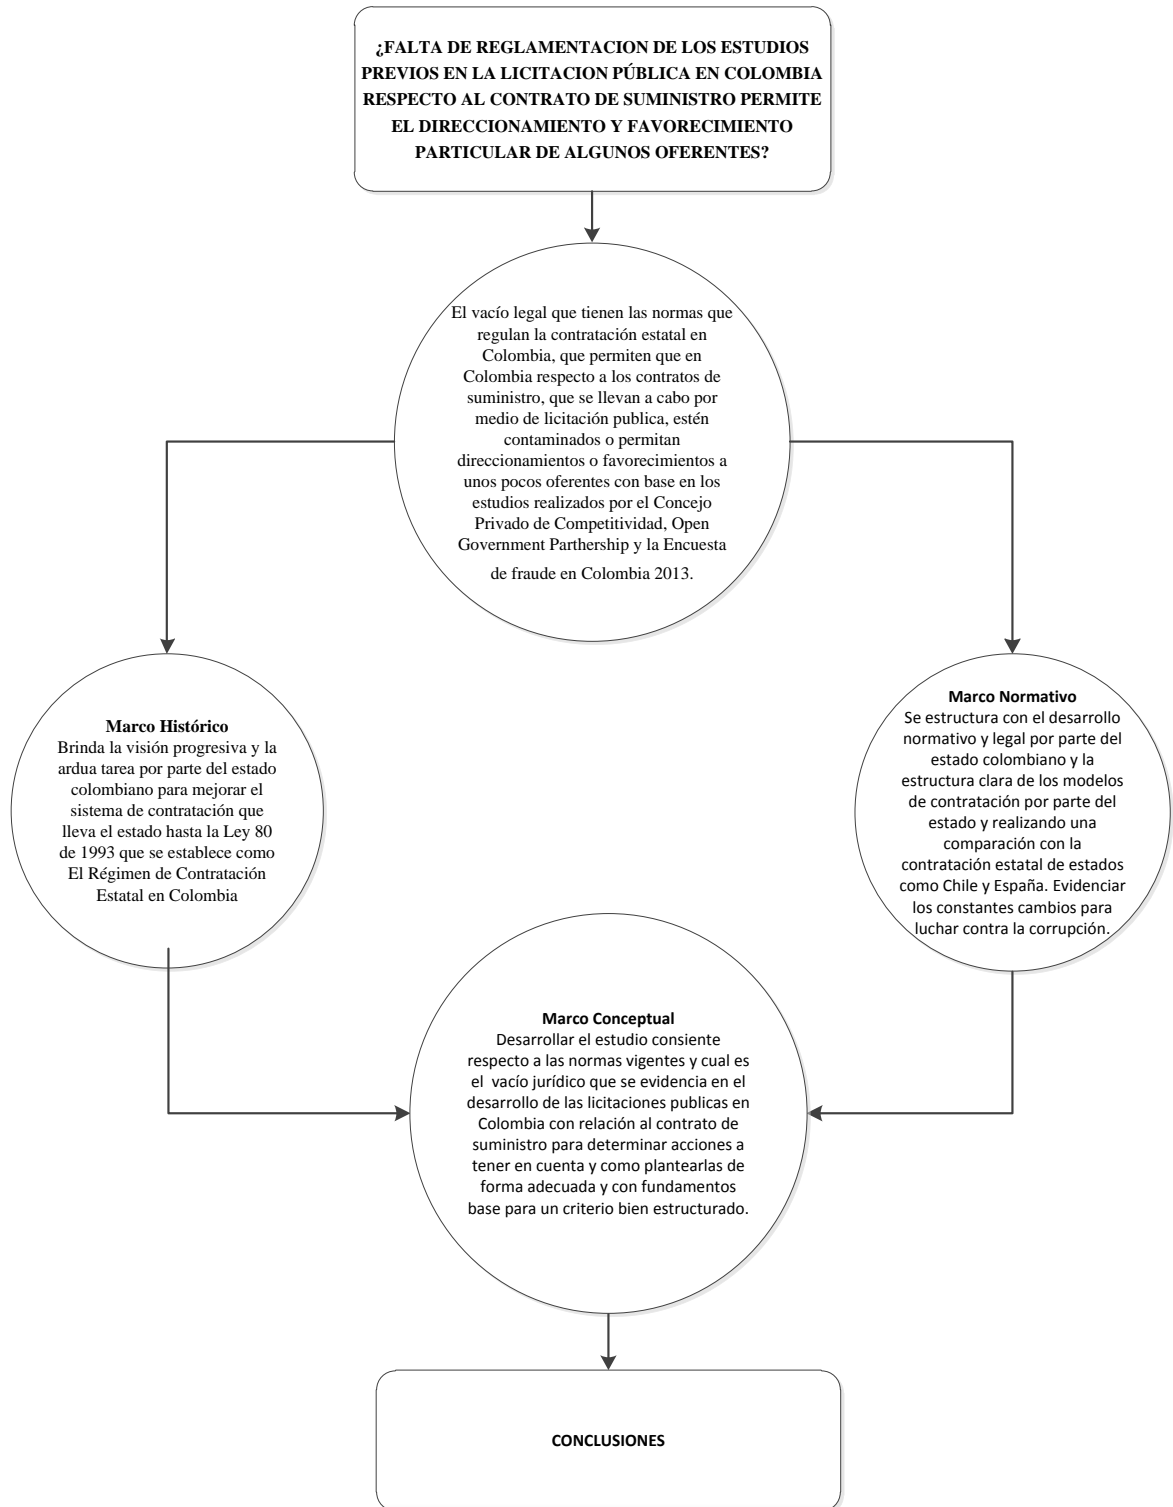 ¿FALTA DE REGLAMENTACION DE LOS ESTUDIOS
PREVIOS EN LA LICITACION PÚBLICA EN COLOMBIA
RESPECTO AL CONTRATO DE SUMINISTRO PERMITE
EL DIRECCIONAMIENTO Y FAVORECIMIENTO
PARTICULAR DE ALGUNOS OFERENTES?
El vacío legal que tienen las normas que
regulan la contratación estatal en
Colombia, que permiten que en
Colombia respecto a los contratos de
suministro, que se llevan a cabo por
medio de licitación publica, estén
contaminados o permitan
direccionamientos o favorecimientos a
unos pocos oferentes con base en los
estudios realizados por el Concejo
Privado de Competitividad, Open
Government Parthership y la Encuesta
de fraude en Colombia 2013.
Marco Histórico
Brinda la visión progresiva y la
ardua tarea por parte del estado
colombiano para mejorar el
sistema de contratación que
lleva el estado hasta la Ley 80
de 1993 que se establece como
El Régimen de Contratación
Estatal en Colombia
Marco Normativo
Se estructura con el desarrollo
normativo y legal por parte del
estado colombiano y la
estructura clara de los modelos
de contratación por parte del
estado y realizando una
comparación con la
contratación estatal de estados
como Chile y España. Evidenciar
los constantes cambios para
luchar contra la corrupción.
Marco Conceptual
Desarrollar el estudio consiente
respecto a las normas vigentes y cual es
el vacío jurídico que se evidencia en el
desarrollo de las licitaciones publicas en
Colombia con relación al contrato de
suministro para determinar acciones a
tener en cuenta y como plantearlas de
forma adecuada y con fundamentos
base para un criterio bien estructurado.
CONCLUSIONES